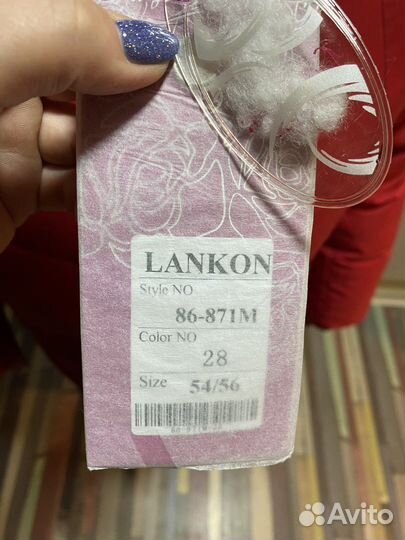 LANKON
Style NO
86-871M
Color NO
28
Size 54/56
Avito